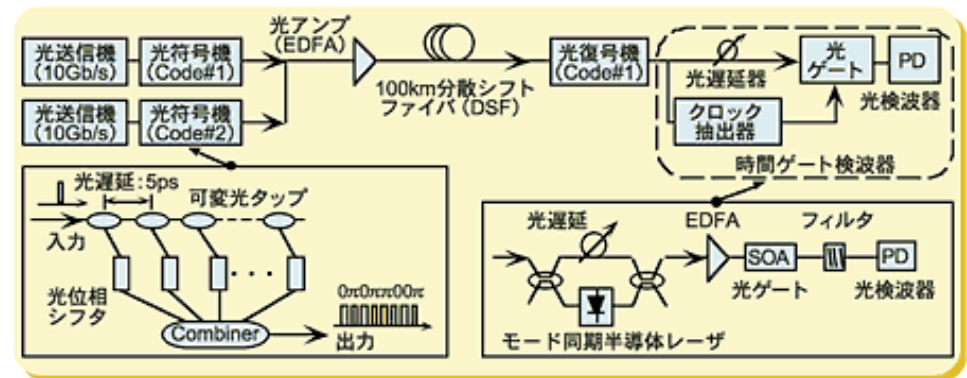 光送信機
(10Gb/s)
光符号機
(Code#1)
光アンプ
(EDFA)
100km分散シフト
ファイバ(DSF)
光復号機
(Code#1)
光遅延器
光
ゲート
PD
光検波器
クロック
抽出器
時間ゲート検波器
光送信機
(10Gb/s)
光符号機
(Code#2)
光遅延:5ps
可変光タップ
入力
光位相
シフタ
Combiner
0π0ππ00π
出力
光遅延
モード同期半導体レーザ
EDFA
SOA
光ゲート
フィルタ
PD
光検波器